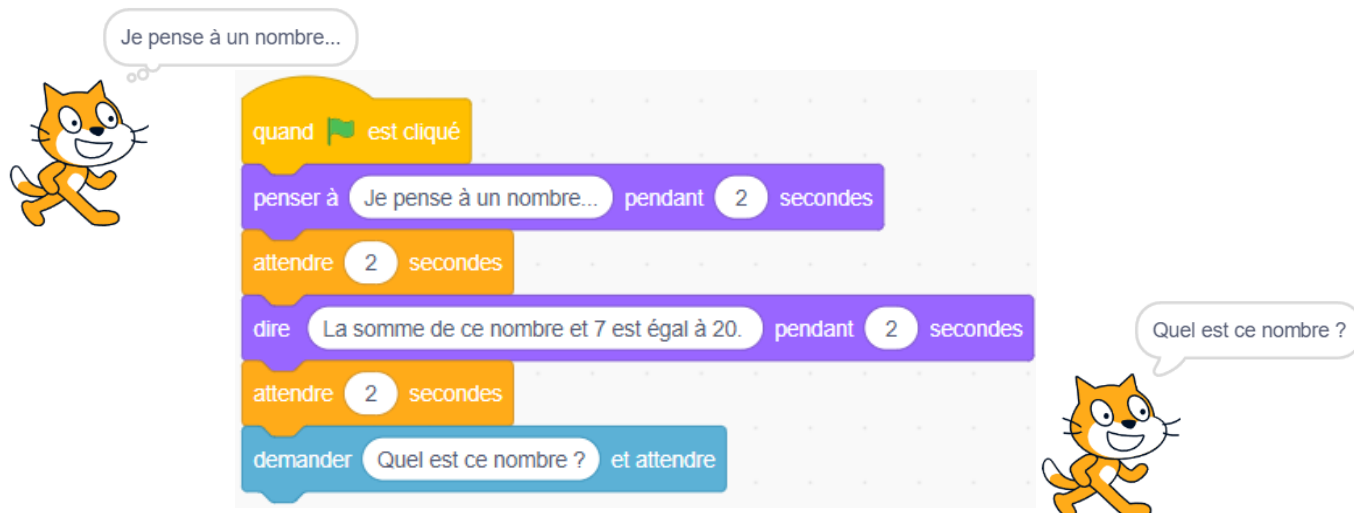 Je pense à un nombre...
quand est cliqué
penser à Je pense à un nombre... pendant 2 secondes
attendre 2 secondes
dire La somme de ce nombre et 7 est égal à 20. pendant 2 secondes
Quel est ce nombre ?
attendre 2 secondes
demander Quel est ce nombre ? et attendre